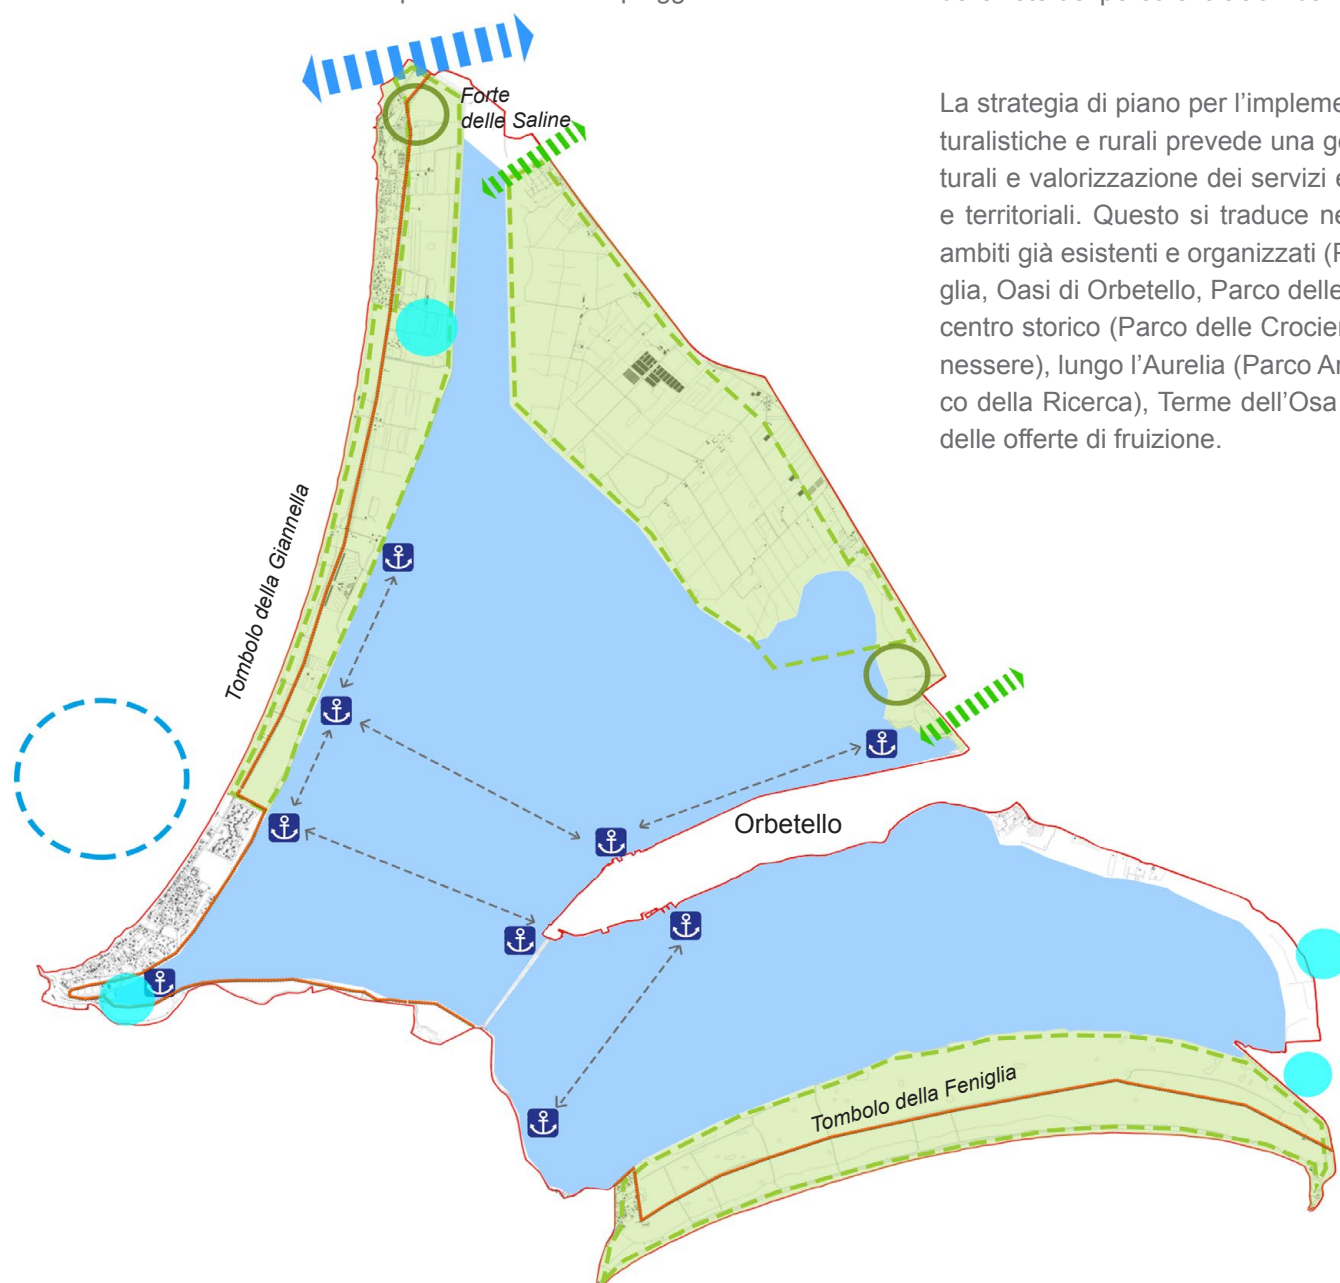 Forte
delle Saline
La strategia di piano per l’impleme
turalistiche e rurali prevede una ge
turali e valorizzazione dei servizi e
e territoriali. Questo si traduce ne
ambiti già esistenti e organizzati (P
glia, Oasi di Orbetello, Parco delle
centro storico (Parco delle Crocier
nessere), lungo l’Aurelia (Parco Ar
co della Ricerca), Terme dell’Osa
delle offerte di fruizione.
Tombolo della Giannella
Orbetello
Tombolo della Feniglia